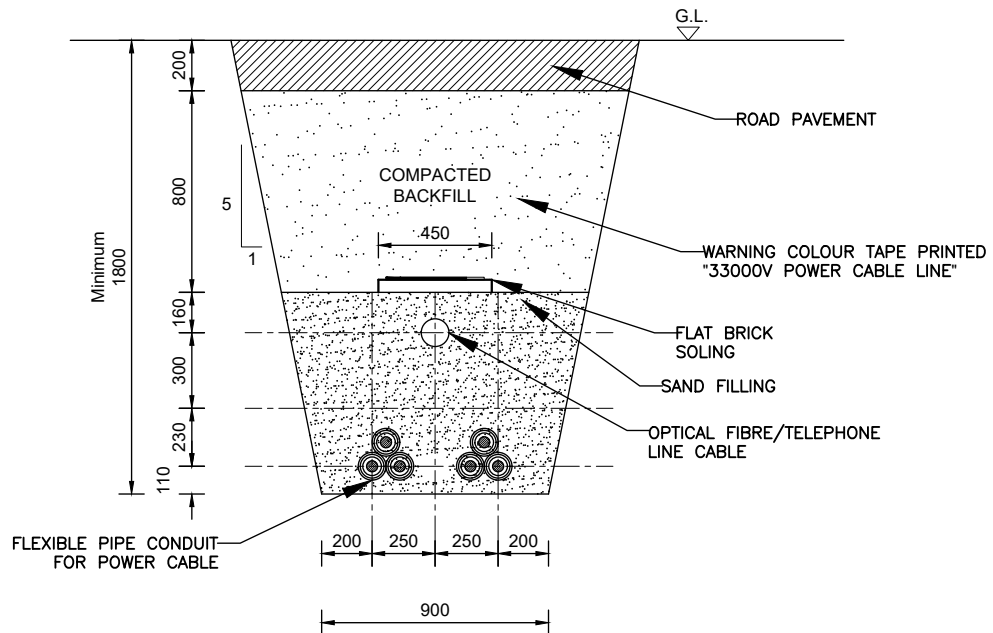 G.L.
200
ROAD PAVEMENT
COMPACTED
BACKFILL
800
5
1
450
WARNING COLOUR TAPE PRINTED
"33000V POWER CABLE LINE"
Minimum
1800
160
FLAT BRICK
SOLING
300
SAND FILLING
230
OPTICAL FIBRE/TELEPHONE
LINE CABLE
110
FLEXIBLE PIPE CONDUIT
FOR POWER CABLE
200 250 250 200
900